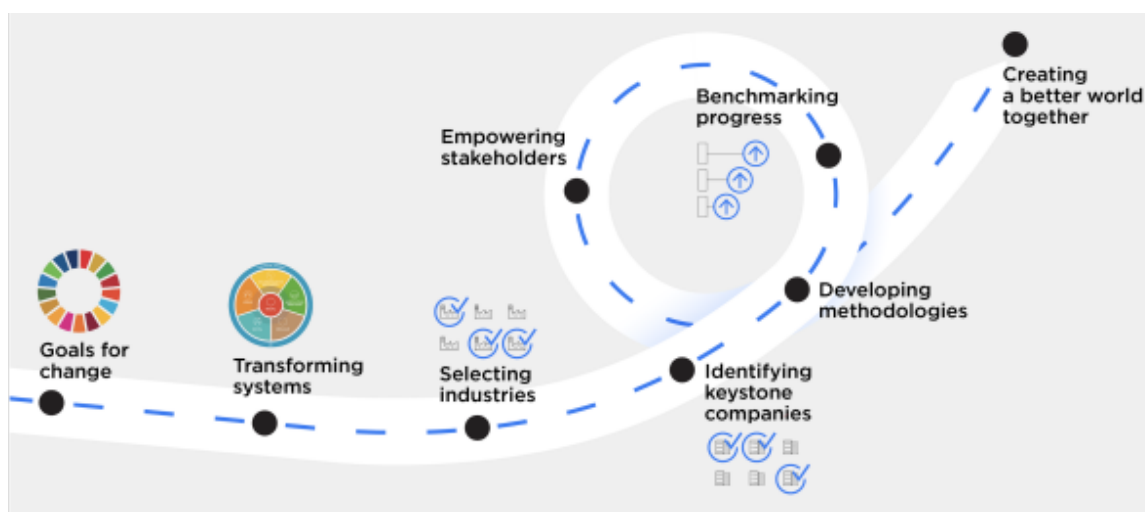 Goals for
change
Transforming
systems
Selecting
industries
Identifying
keystone
companies
Developing
methodologies
Benchmarking
progress
Empowering
stakeholders
Creating
a better world
together